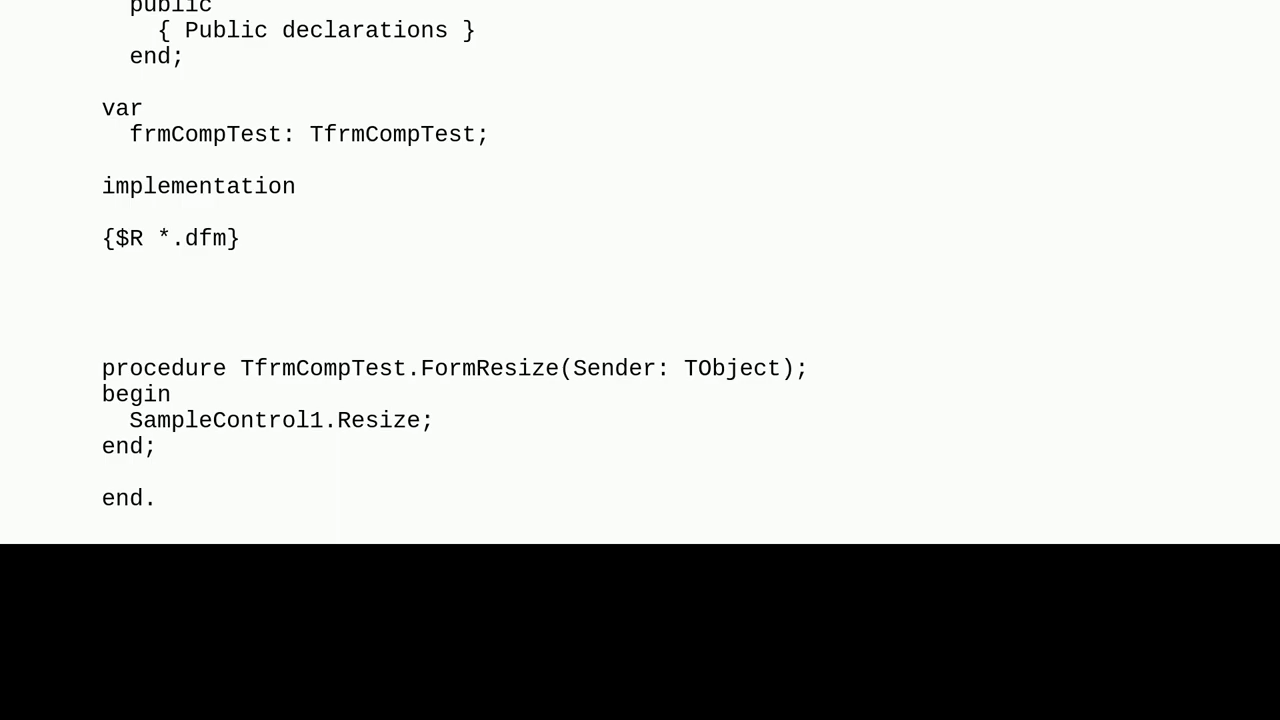 public
{ Public declarations }
end;
var
frmCompTest: TfrmCompTest;
implementation
{$R *.dfm}
procedure TfrmCompTest.FormResize(Sender: TObject);
begin
SampleControl1.Resize;
end;
end.